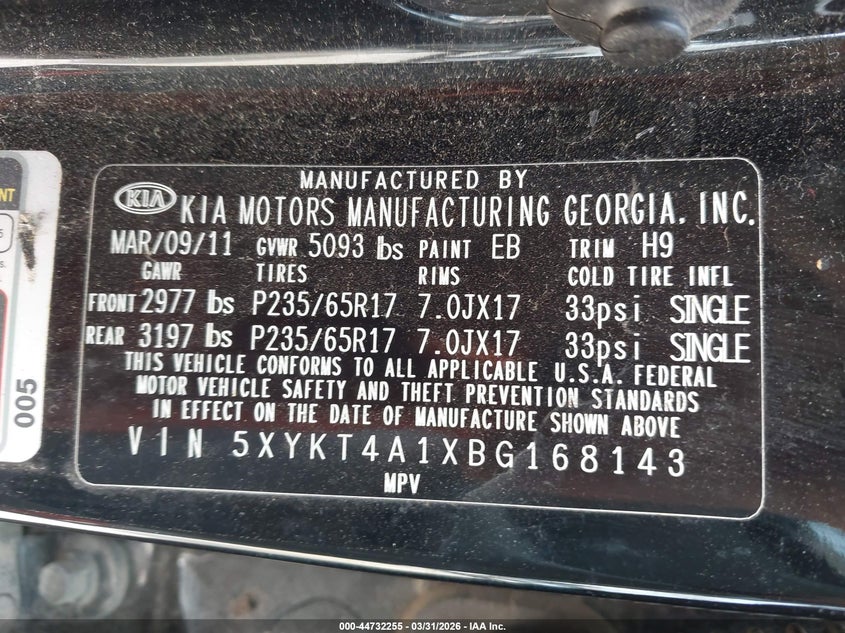 MANUFACTURED BY
KIA KIA MOTORS MANUFACTURING GEORGIA. INC.
MAR/09/11 GVWR 5093 lbs PAINT EB TRIM H9
GAWR TIRES RIMS COLD TIRE INFL
FRONT 2977 lbs P235/65R17 7.0JX17 33psi SINGLE
REAR 3197 lbs P235/65R17 7.0JX17 33psi SINGLE
THIS VEHICLE CONFORMS TO ALL APPLICABLE U.S.A. FEDERAL
MOTOR VEHICLE SAFETY AND THEFT PREVENTION STANDARDS
IN EFFECT ON THE DATE OF MANUFACTURE SHOWN ABOVE
VIN 5XYKT4A1XBG168143
MPV
005
000-44732255 - 03/31/2026 - IAA Inc.